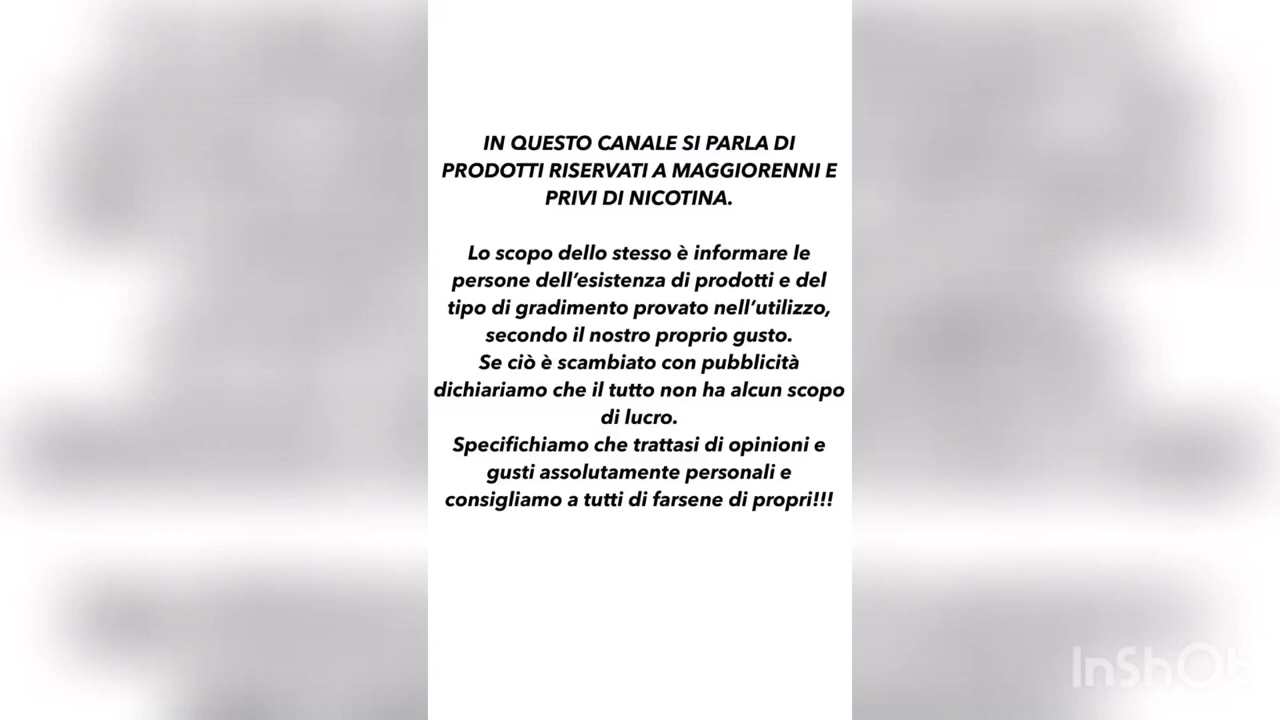 IN QUESTO CANALE SI PARLA DI
PRODOTTI RISERVATI A MAGGIORENNI E
PRIVI DI NICOTINA.
Lo scopo dello stesso è informare le
persone dell’esistenza di prodotti e del
tipo di gradimento provato nell’utilizzo,
secondo il nostro proprio gusto.
Se ciò è scambiato con pubblicità
dichiariamo che il tutto non ha alcun scopo
di lucro.
Specifichiamo che trattasi di opinioni e
gusti assolutamente personali e
consigliamo a tutti di farsene di propri!!!
InShOt